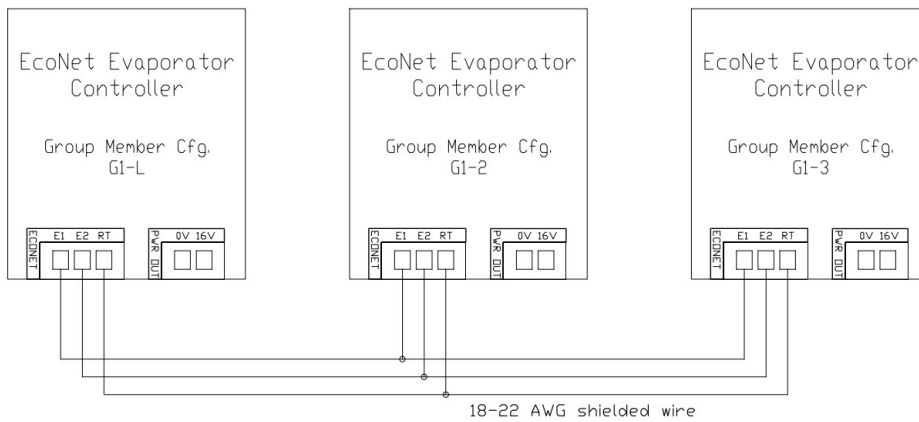 EcoNet Evaporator
Controller
Group Member Cfg.
G1-L
ECONET
E1 E2 RT
PWR OUT
0V 16V
EcoNet Evaporator
Controller
Group Member Cfg.
G1-2
ECONET
E1 E2 RT
PWR OUT
0V 16V
EcoNet Evaporator
Controller
Group Member Cfg.
G1-3
ECONET
E1 E2 RT
PWR OUT
0V 16V
18-22 AWG shielded wire